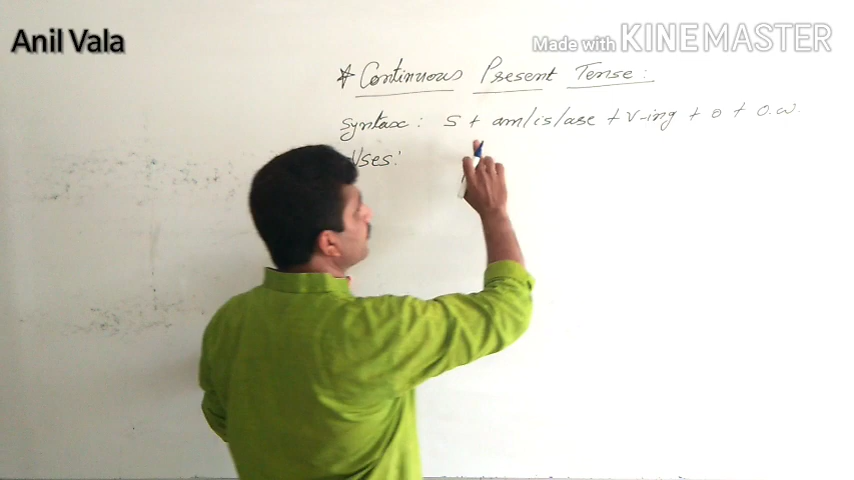 Anil Vala
Made with KINEMASTER
* Continuous Present Tense :
Syntax : S + am/is/are + V-ing + O + O.W.
Uses :